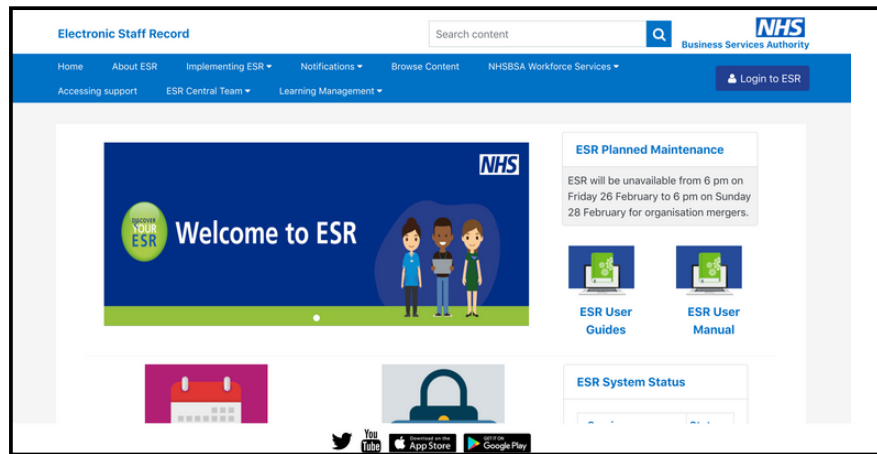 Electronic Staff Record
Search content
NHS
Business Services Authority
Home About ESR Implementing ESR Notifications Browse Content NHSBSA Workforce Services
Login to ESR
Accessing support ESR Central Team Learning Management
NHS
DISCOVER
YOUR
ESR
Welcome to ESR
ESR Planned Maintenance
ESR will be unavailable from 6 pm on
Friday 26 February to 6 pm on Sunday
28 February for organisation mergers.
ESR User
Guides
ESR User
Manual
ESR System Status
You
Tube
Download on the
App Store
GET IT ON
Google Play